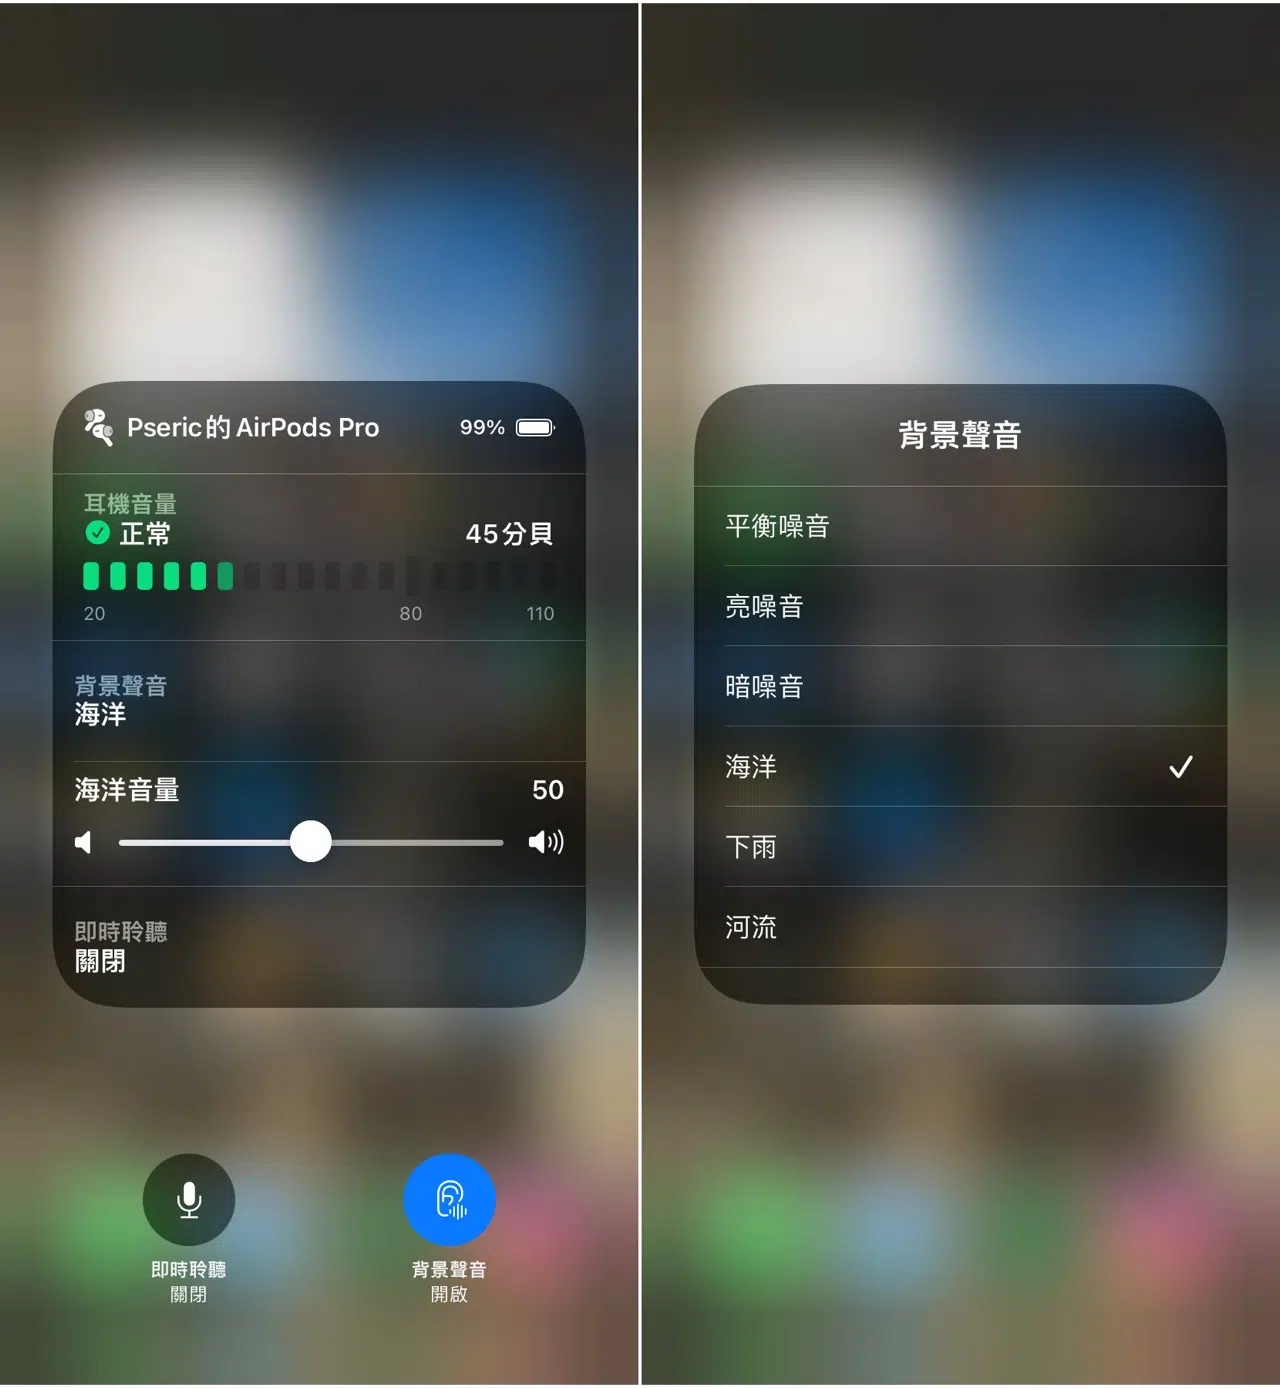 Pseric的 AirPods Pro 99%
耳機音量
正常 45分貝
20 80 110
背景聲音
海洋
海洋音量 50
即時聆聽
關閉
即時聆聽
關閉
背景聲音
開啟
背景聲音
平衡噪音
亮噪音
暗噪音
海洋
下雨
河流